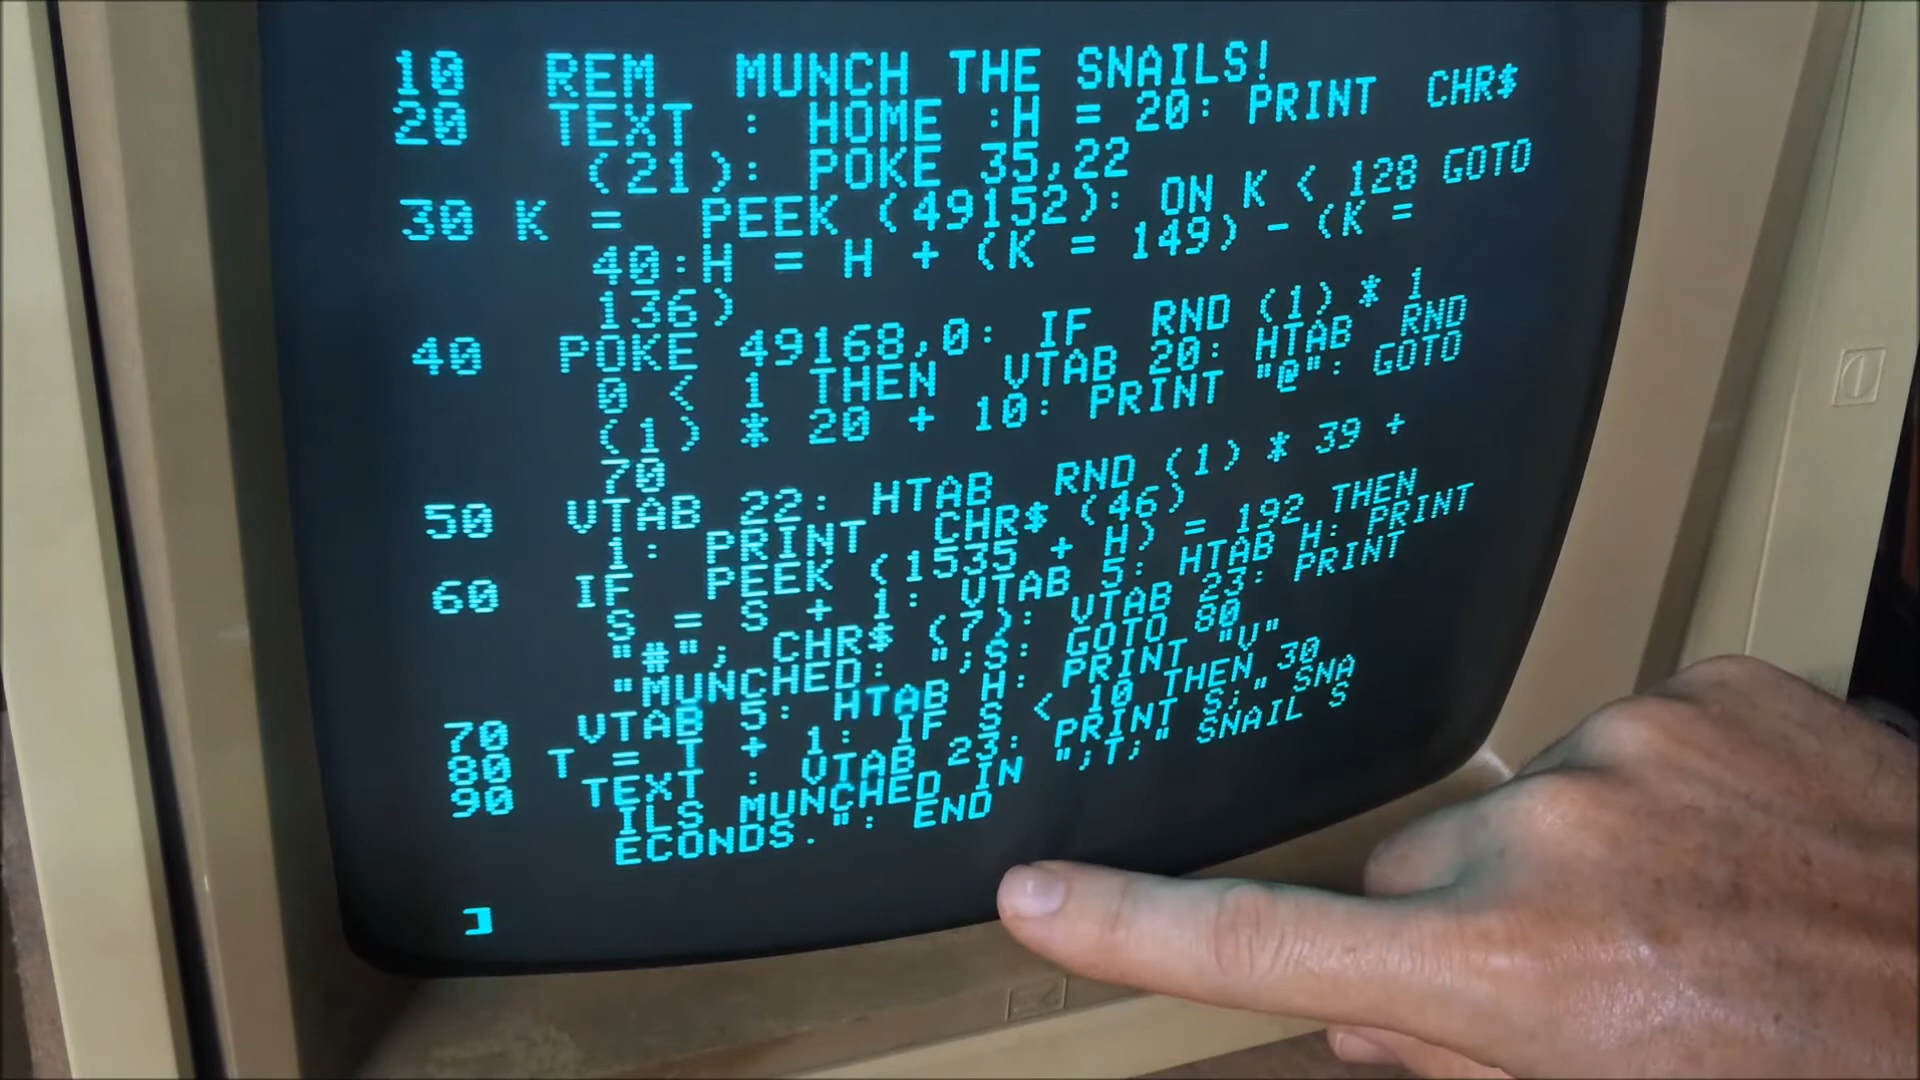 10  REM  MUNCH THE SNAILS!
20  TEXT : HOME :H = 20: PRINT  CHR$
(21): POKE 35,22
30 K =  PEEK (49152): ON K < 128 GOTO
40:H = H + (K = 149) - (K =
136)
40  POKE 49168,0: IF  RND (1) * 1
0 < 1 THEN  VTAB 20: HTAB  RND
(1) * 20 + 10: PRINT "@": GOTO
70
50  VTAB 22: HTAB  RND (1) * 39 +
1: PRINT  CHR$ (46)
60  IF  PEEK (1535 + H) = 192 THEN
S = S + 1: VTAB 5: HTAB H: PRINT
"#"; CHR$ (7): VTAB 23: PRINT
"MUNCHED: ";S: GOTO 80
70  VTAB 5: HTAB H: PRINT "V"
80 T = T + 1: IF S < 10 THEN 30
90  TEXT : VTAB 23: PRINT S;" SNA
ILS MUNCHED IN ";T;" SNAIL S
ECONDS.": END
]